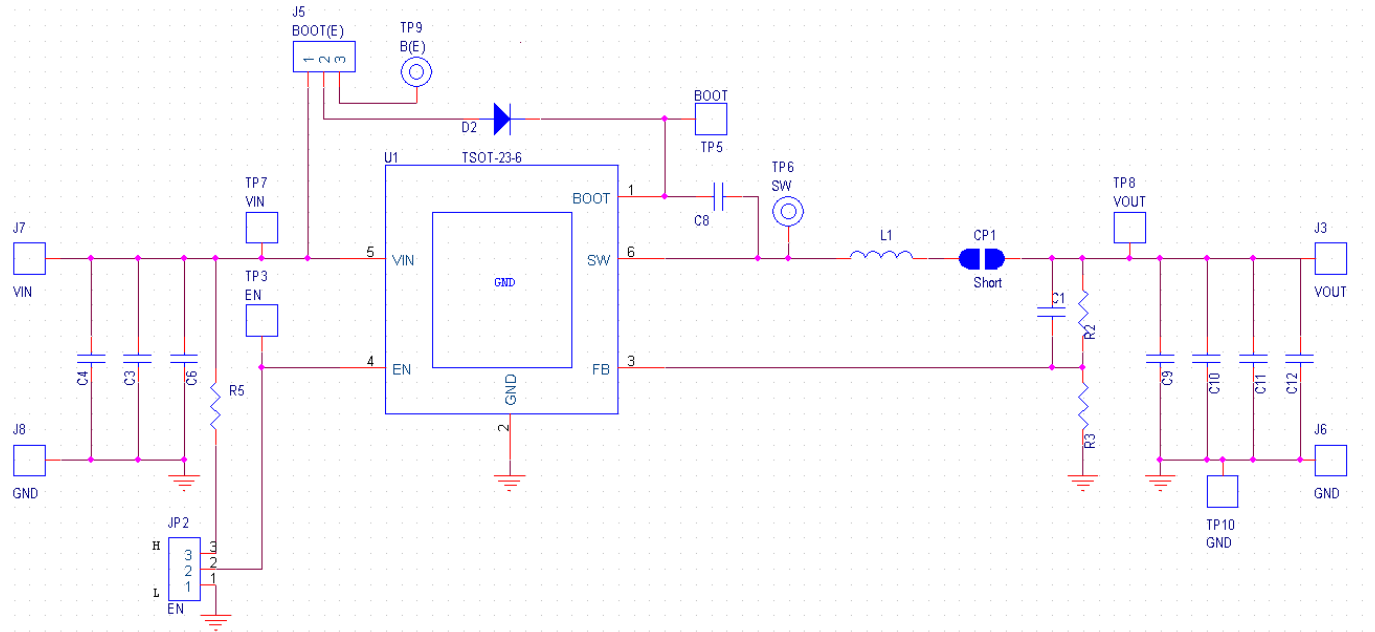 J5
BOOT(E)
1 2 3
TP9
B(E)
D2
BOOT
TP5
U1
TSOT-23-6
BOOT
1
C8
TP6
SW
TP7
VIN
J7
VIN
5
VIN
GND
SW
6
L1
CP1
Short
TP8
VOUT
J3
VOUT
TP3
EN
4
EN
GND
2
FB
3
C1
R2
R3
C4
C3
C6
R5
C9
C10
C11
C12
J8
GND
J6
GND
TP10
GND
JP2
H
3
3
2
2
1
1
L
EN